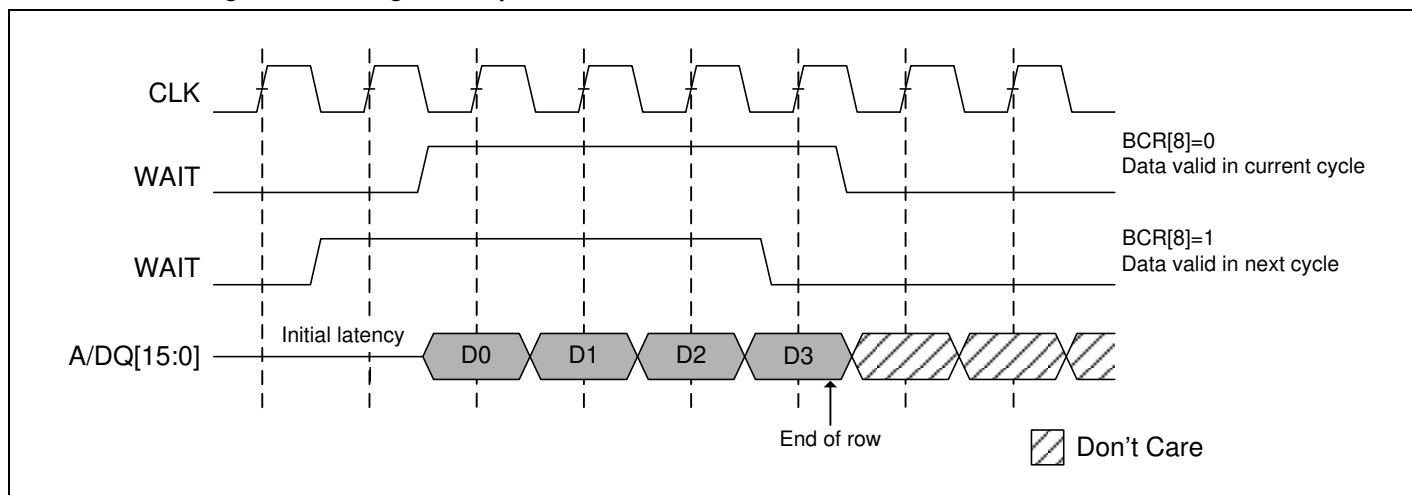 CLK
BCR[8]=0
Data valid in current cycle
WAIT
BCR[8]=1
Data valid in next cycle
WAIT
Initial latency
A/DQ[15:0]
D0
D1
D2
D3
End of row
Don't Care